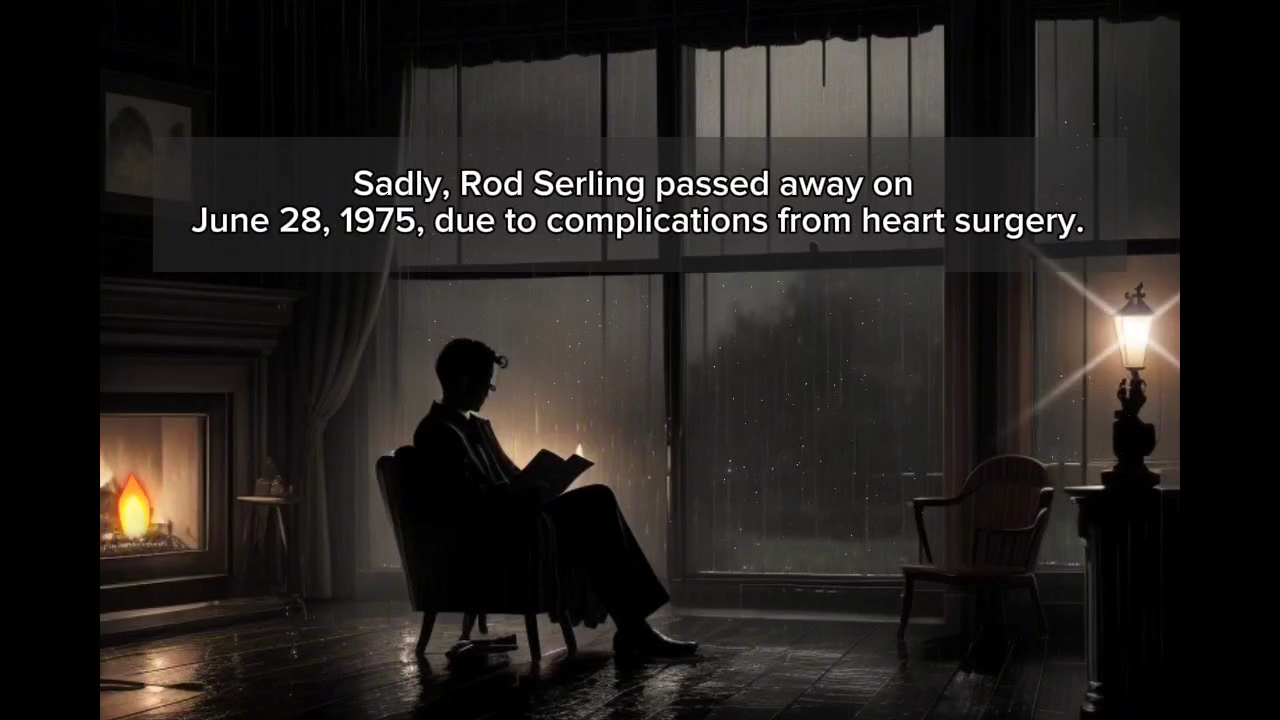 Sadly, Rod Serling passed away on
June 28, 1975, due to complications from heart surgery.